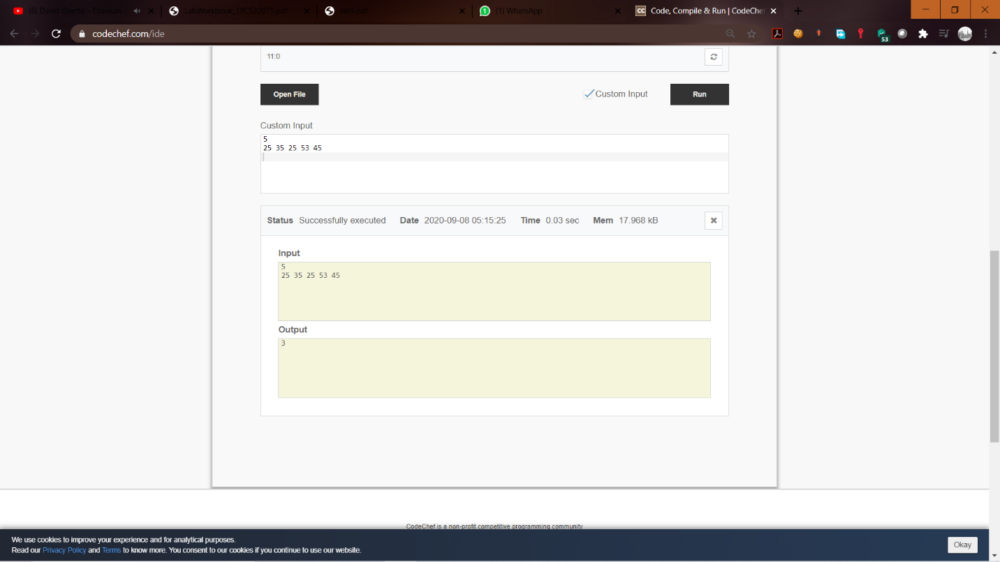 (6) David Guetta - Titanium
LabWorkbook_18CS2207S.pdf
lab5.pdf
(1) WhatsApp
CC Code, Compile & Run | CodeChe
codechef.com/ide
53
11:0
Open File
Custom Input
Run
Custom Input
5
25 35 25 53 45
Status Successfully executed Date 2020-09-08 05:15:25 Time 0.03 sec Mem 17.968 kB
Input
5
25 35 25 53 45
Output
3
CodeChef is a non-profit competitive programming community
We use cookies to improve your experience and for analytical purposes.
Read our Privacy Policy and Terms to know more. You consent to our cookies if you continue to use our website.
Okay